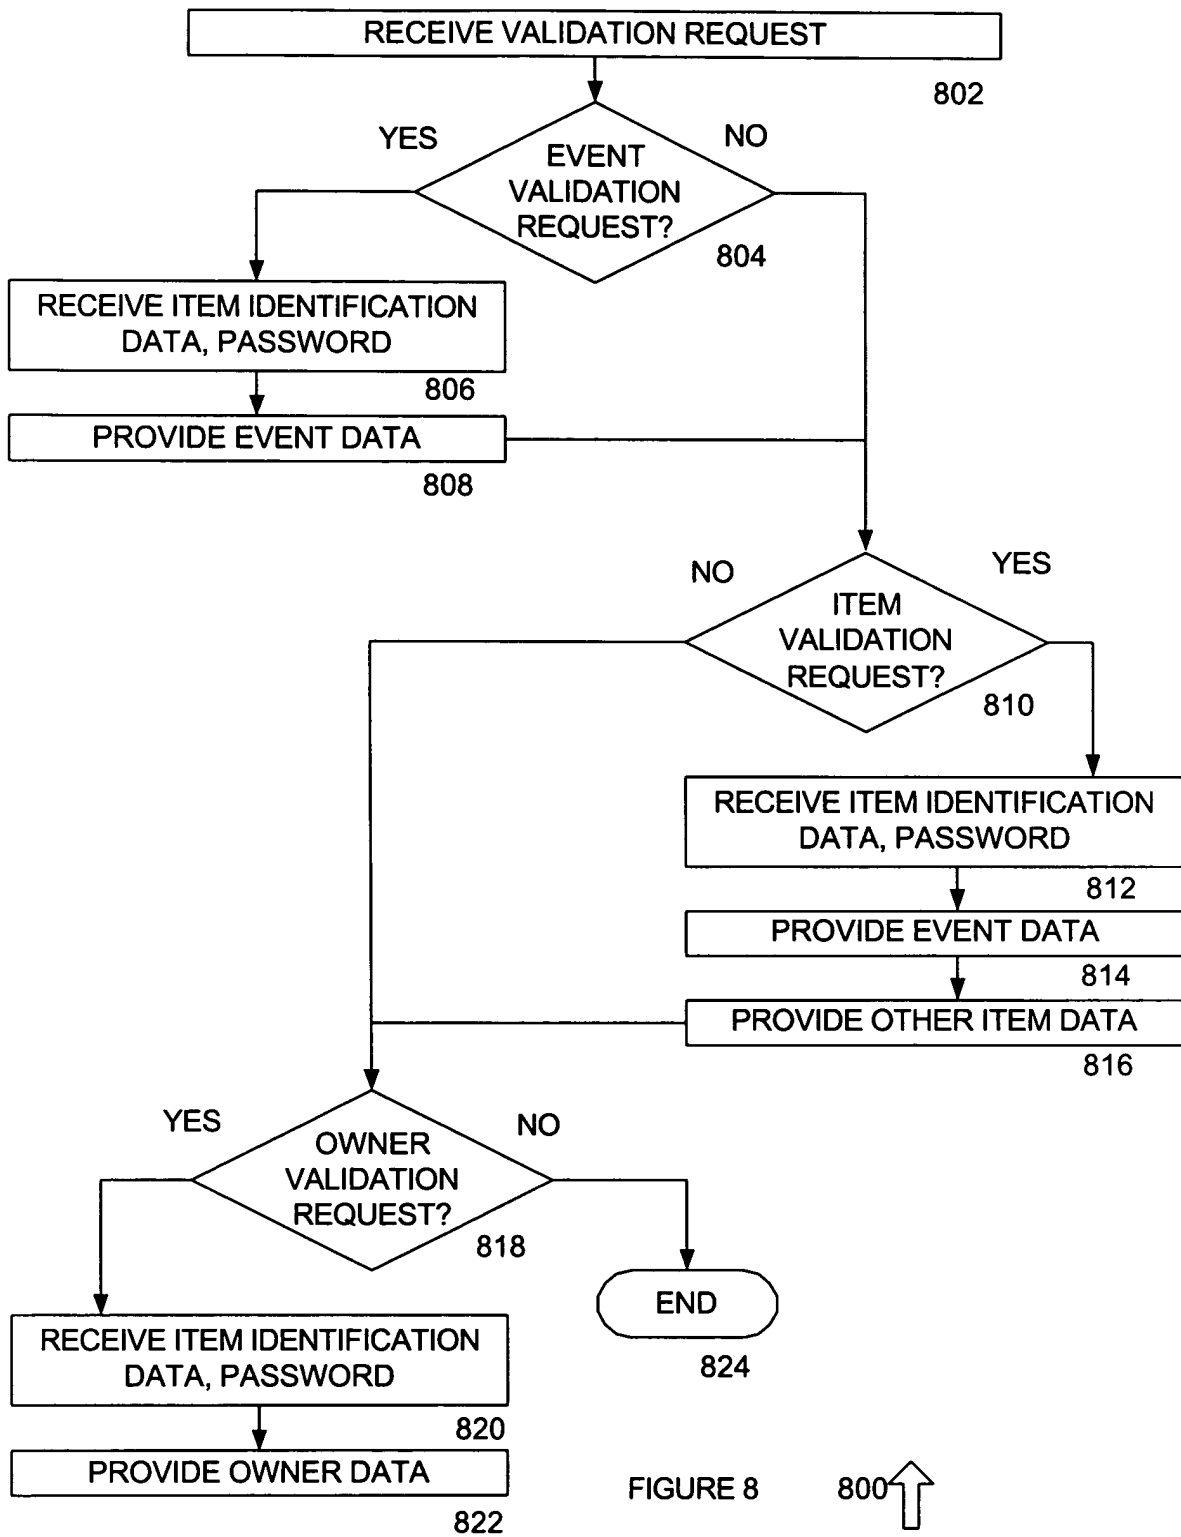 RECEIVE VALIDATION REQUEST
802
YES
NO
EVENT
VALIDATION
REQUEST?
804
RECEIVE ITEM IDENTIFICATION
DATA, PASSWORD
806
PROVIDE EVENT DATA
808
NO
YES
ITEM
VALIDATION
REQUEST?
810
RECEIVE ITEM IDENTIFICATION
DATA, PASSWORD
812
PROVIDE EVENT DATA
814
PROVIDE OTHER ITEM DATA
816
YES
NO
OWNER
VALIDATION
REQUEST?
818
END
824
RECEIVE ITEM IDENTIFICATION
DATA, PASSWORD
820
PROVIDE OWNER DATA
822
FIGURE 8
800